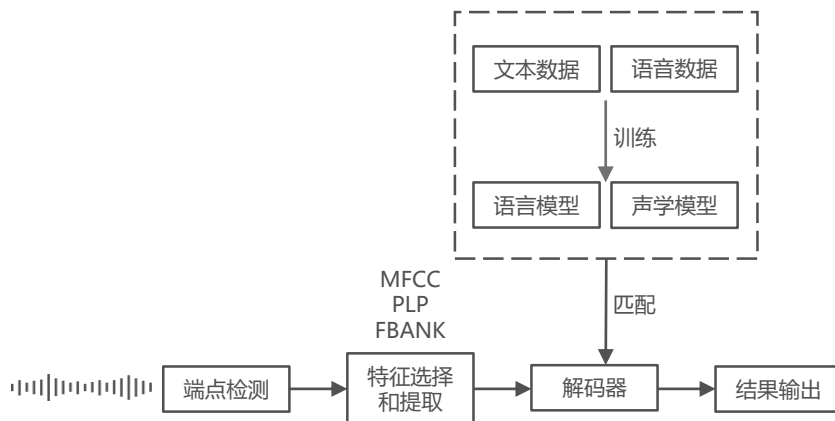 文本数据
语音数据
训练
语言模型
声学模型
MFCC
PLP
FBANK
匹配
端点检测
特征选择
和提取
解码器
结果输出